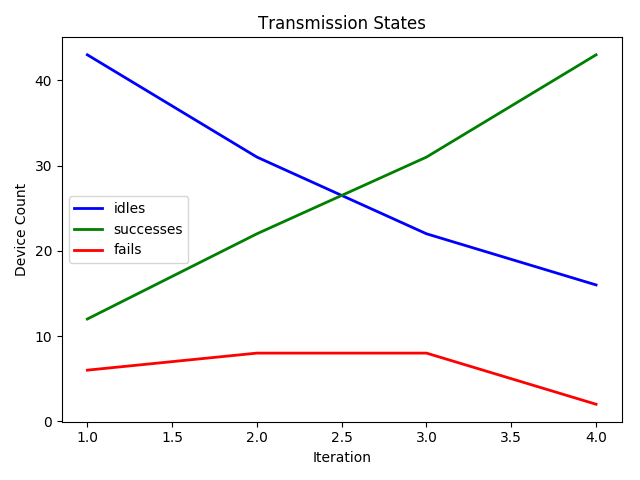 Transmission States
Device Count
40
30
20
10
0
idles
successes
fails
1.0 1.5 2.0 2.5 3.0 3.5 4.0
Iteration